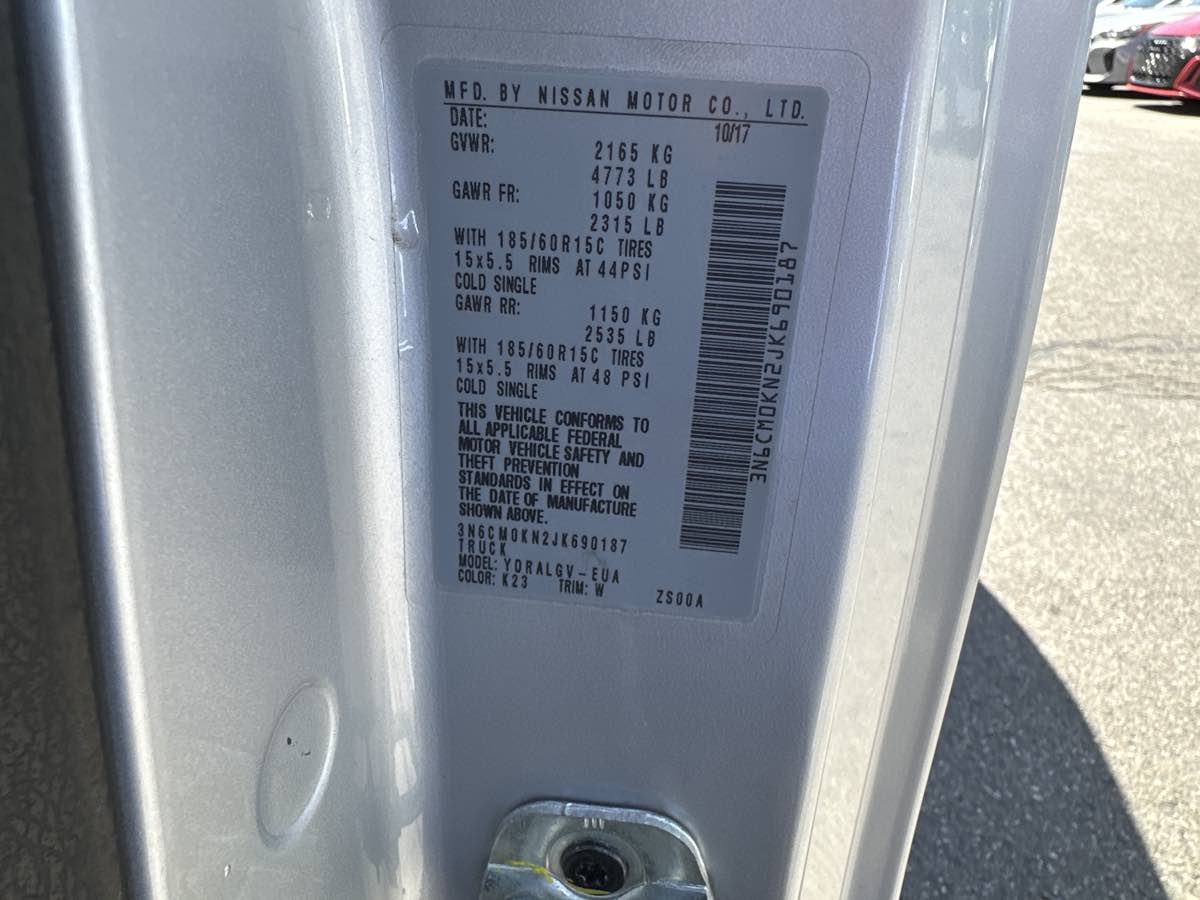 MFD. BY NISSAN MOTOR CO., LTD.
DATE: 10/17
GVWR: 2165 KG
4773 LB
GAWR FR: 1050 KG
2315 LB
WITH 185/60R15C TIRES
15x5.5 RIMS AT 44PSI
COLD SINGLE
GAWR RR: 1150 KG
2535 LB
WITH 185/60R15C TIRES
15x5.5 RIMS AT 48 PSI
COLD SINGLE
THIS VEHICLE CONFORMS TO
ALL APPLICABLE FEDERAL
MOTOR VEHICLE SAFETY AND
THEFT PREVENTION
STANDARDS IN EFFECT ON
THE DATE OF MANUFACTURE
SHOWN ABOVE.
3N6CM0KN2JK690187
TRUCK
MODEL: YDRALGV-EUA
COLOR: K23 TRIM: W ZS00A
3N6CM0KN2JK690187